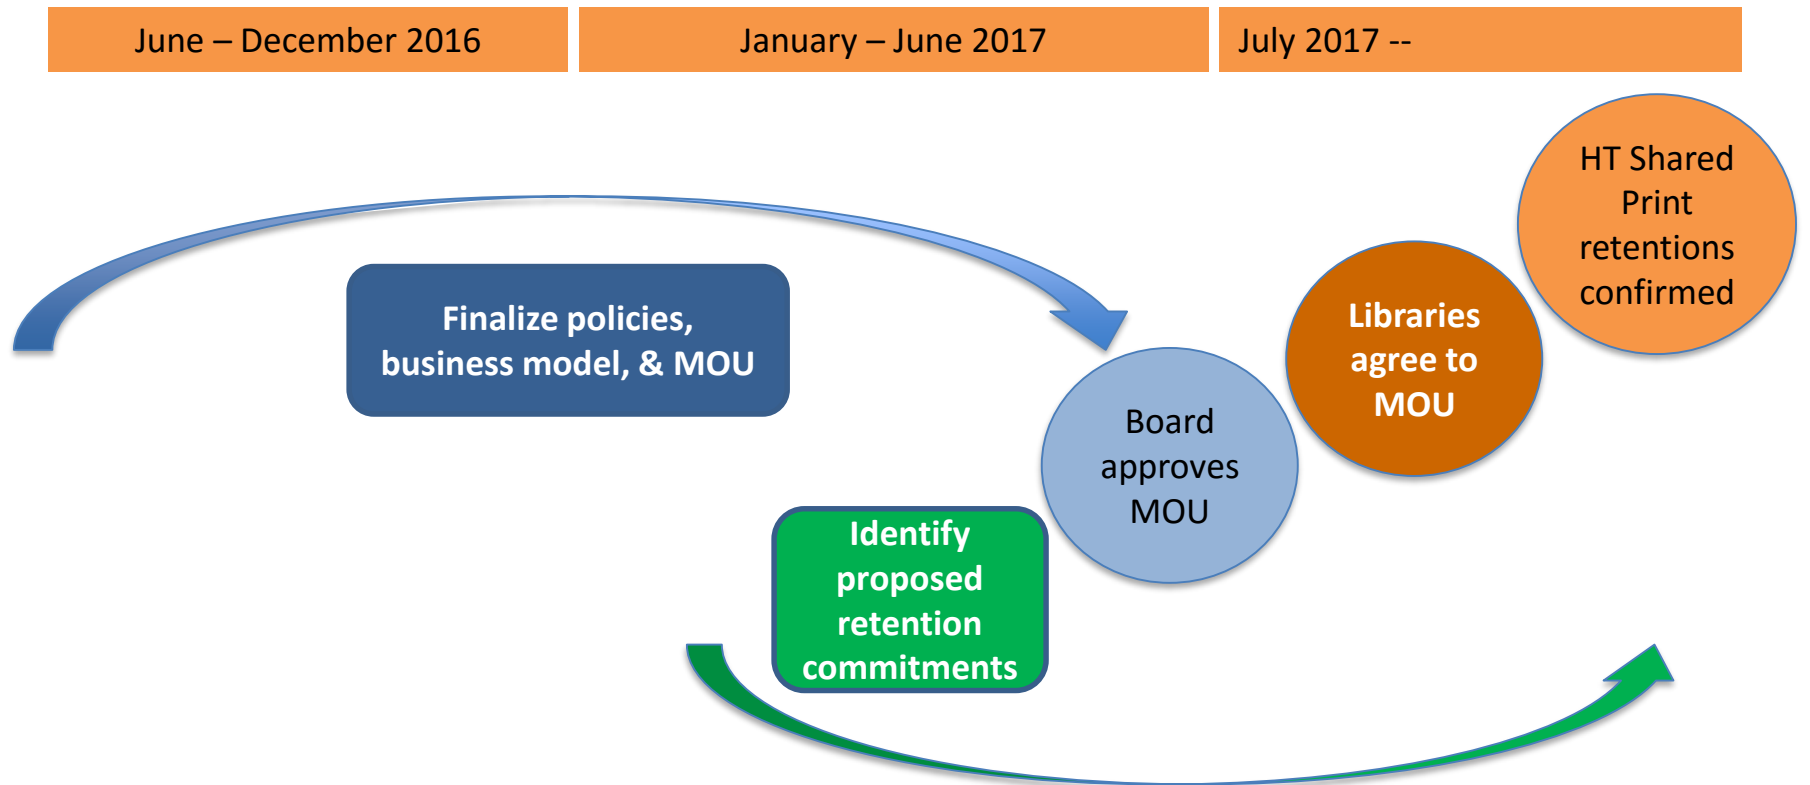 June – December 2016
January – June 2017
July 2017 --
HT Shared
Print
retentions
confirmed
Finalize policies,
business model, & MOU
Libraries
agree to
MOU
Board
approves
MOU
Identify
proposed
retention
commitments